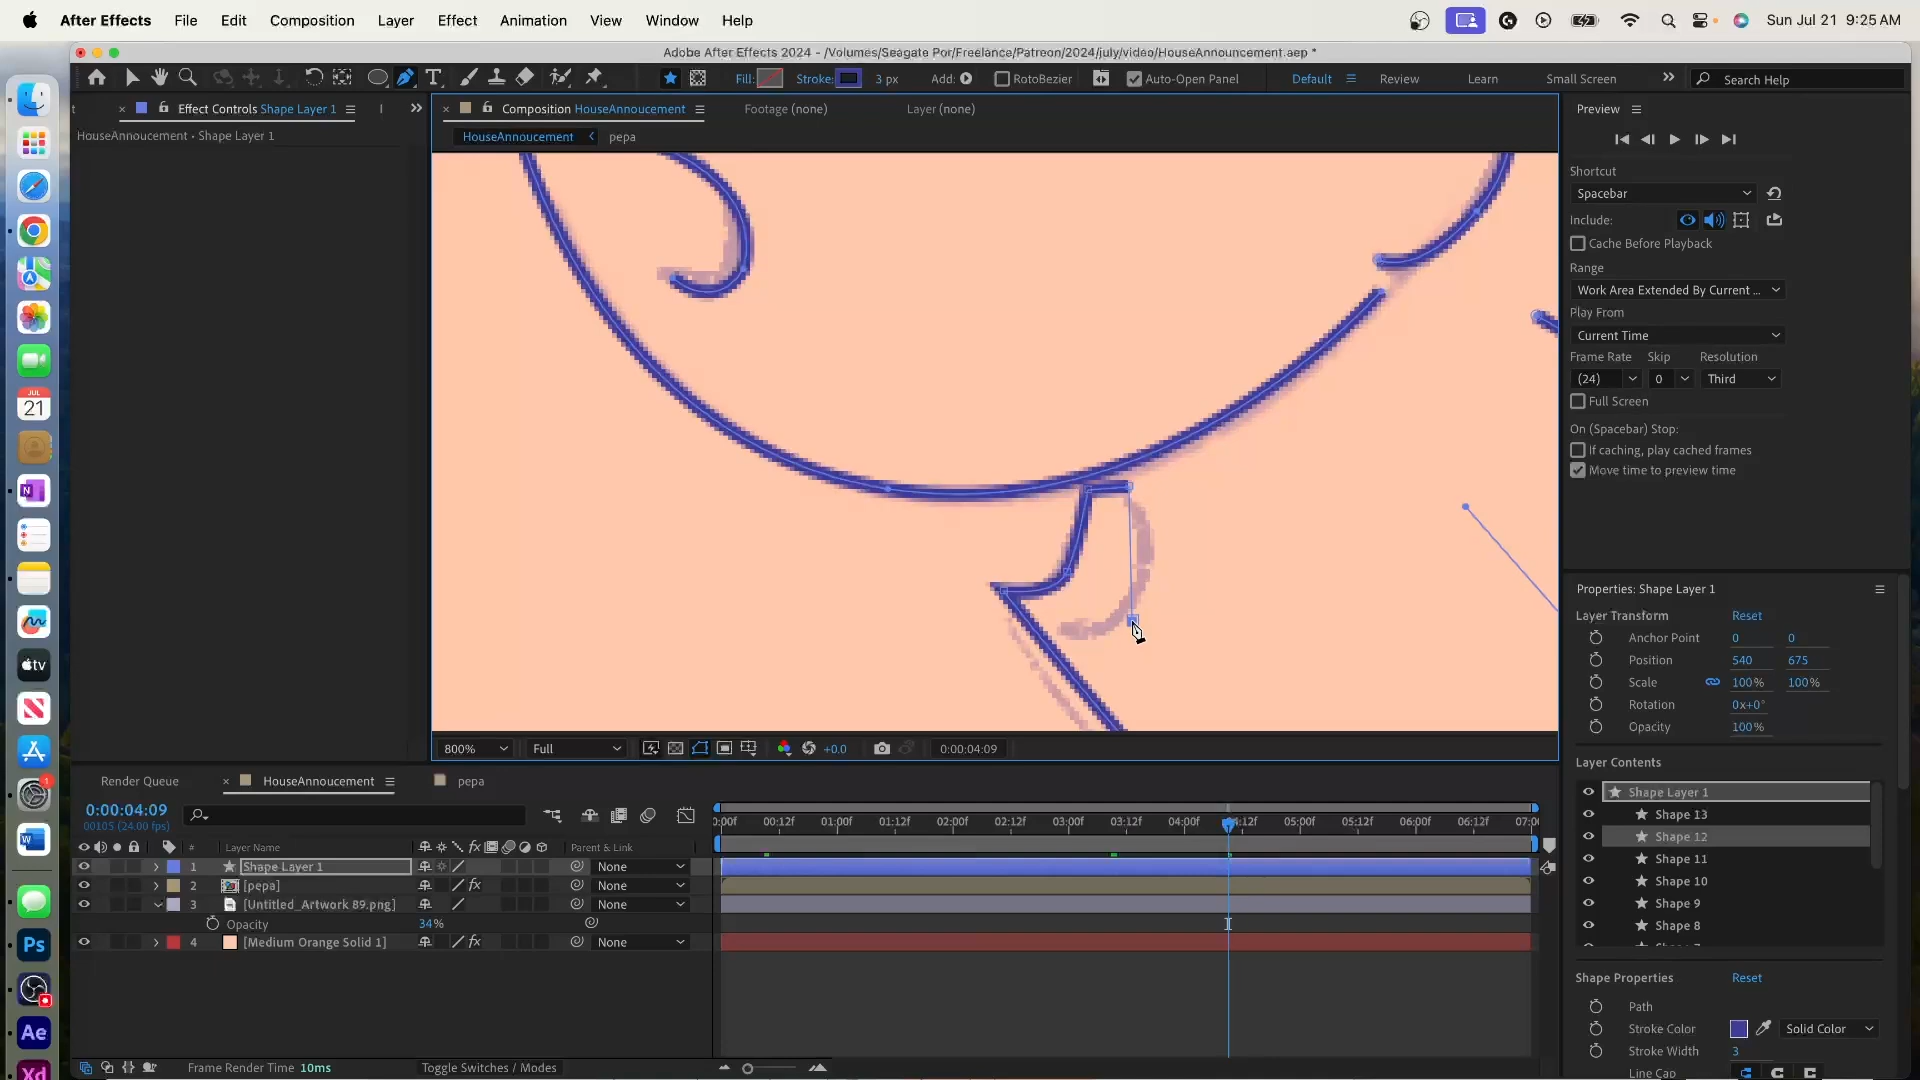 After Effects File Edit Composition Layer Effect Animation View Window Help Sun Jul 21 9:25 AM
Adobe After Effects 2024 - /Volumes/Seagate Por/Freelance/Patreon/2024/july/video/HouseAnnouncement.aep *
Fill: Stroke: 3 px Add: RotoBezier Auto-Open Panel Default Review Learn Small Screen Search Help
t Effect Controls Shape Layer 1
Composition HouseAnnoucement Footage (none) Layer (none)
Preview
HouseAnnoucement • Shape Layer 1
HouseAnnoucement pepa
Shortcut
Spacebar
Include:
Cache Before Playback
Range
Work Area Extended By Current ...
Play From
Current Time
Frame Rate Skip Resolution
(24) 0 Third
Full Screen
On (Spacebar) Stop:
If caching, play cached frames
Move time to preview time
JUL
21
Properties: Shape Layer 1
Layer Transform Reset
Anchor Point 0 0
Position 540 675
Scale 100% 100%
Rotation 0x+0°
Opacity 100%
tv
800% Full +0.0 0:00:04:09
Layer Contents
Shape Layer 1
Shape 13
Shape 12
Shape 11
Shape 10
Shape 9
Shape 8
Render Queue HouseAnnoucement pepa
0:00:04:09
00105 (24.00 fps)
0:00f 00:12f 01:00f 01:12f 02:00f 02:12f 03:00f 03:12f 04:00f 04:12f 05:00f 05:12f 06:00f 06:12f 07:0
# Layer Name Parent & Link
1 Shape Layer 1 None
2 [pepa] None
3 [Untitled_Artwork 89.png] None
Opacity 34%
4 [Medium Orange Solid 1] None
1
Shape Properties Reset
Path
Stroke Color Solid Color
Stroke Width 3
Line Cap
Ps
Ae
Xd
Frame Render Time 10ms Toggle Switches / Modes